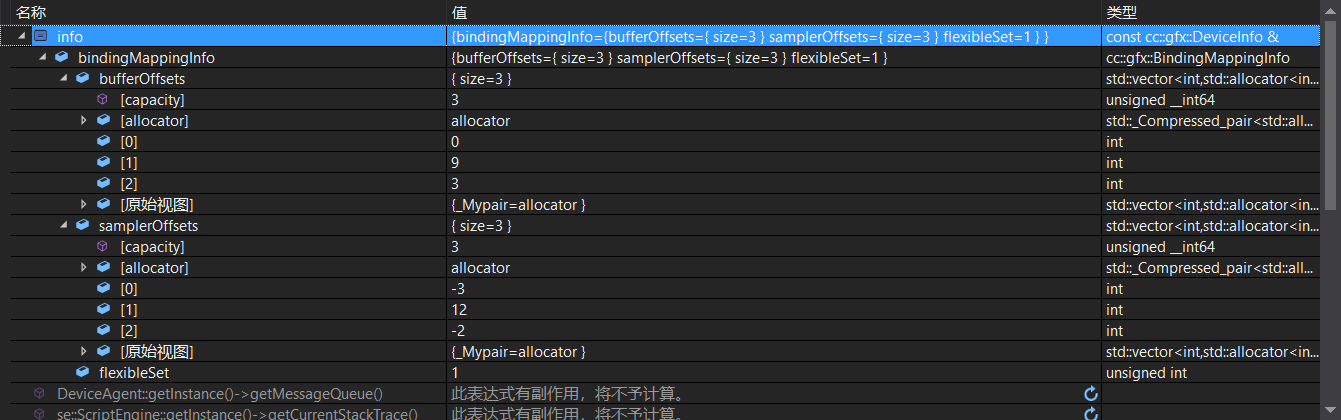 名称 值 类型
info {bindingMappingInfo={bufferOffsets={ size=3 } samplerOffsets={ size=3 } flexibleSet=1 } } const cc::gfx::DeviceInfo &
bindingMappingInfo {bufferOffsets={ size=3 } samplerOffsets={ size=3 } flexibleSet=1 } cc::gfx::BindingMappingInfo
bufferOffsets { size=3 } std::vector<int,std::allocator<in...
[capacity] 3 unsigned __int64
[allocator] allocator std::_Compressed_pair<std::all...
[0] 0 int
[1] 9 int
[2] 3 int
[原始视图] {_Mypair=allocator } std::vector<int,std::allocator<in...
samplerOffsets { size=3 } std::vector<int,std::allocator<in...
[capacity] 3 unsigned __int64
[allocator] allocator std::_Compressed_pair<std::all...
[0] -3 int
[1] 12 int
[2] -2 int
[原始视图] {_Mypair=allocator } std::vector<int,std::allocator<in...
flexibleSet 1 unsigned int
DeviceAgent::getInstance()->getMessageQueue() 此表达式有副作用，将不予计算。
se::ScriptEngine::getInstance()->getCurrentStackTrace() 此表达式有副作用，将不予计算。